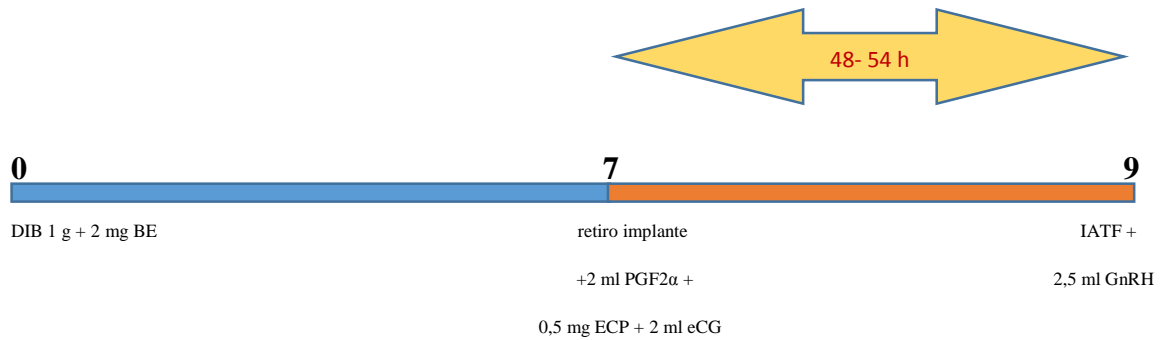 48- 54 h
0 7 9
DIB 1 g + 2 mg BE retiro implante IATF +
+2 ml PGF2α + 2,5 ml GnRH
0,5 mg ECP + 2 ml eCG